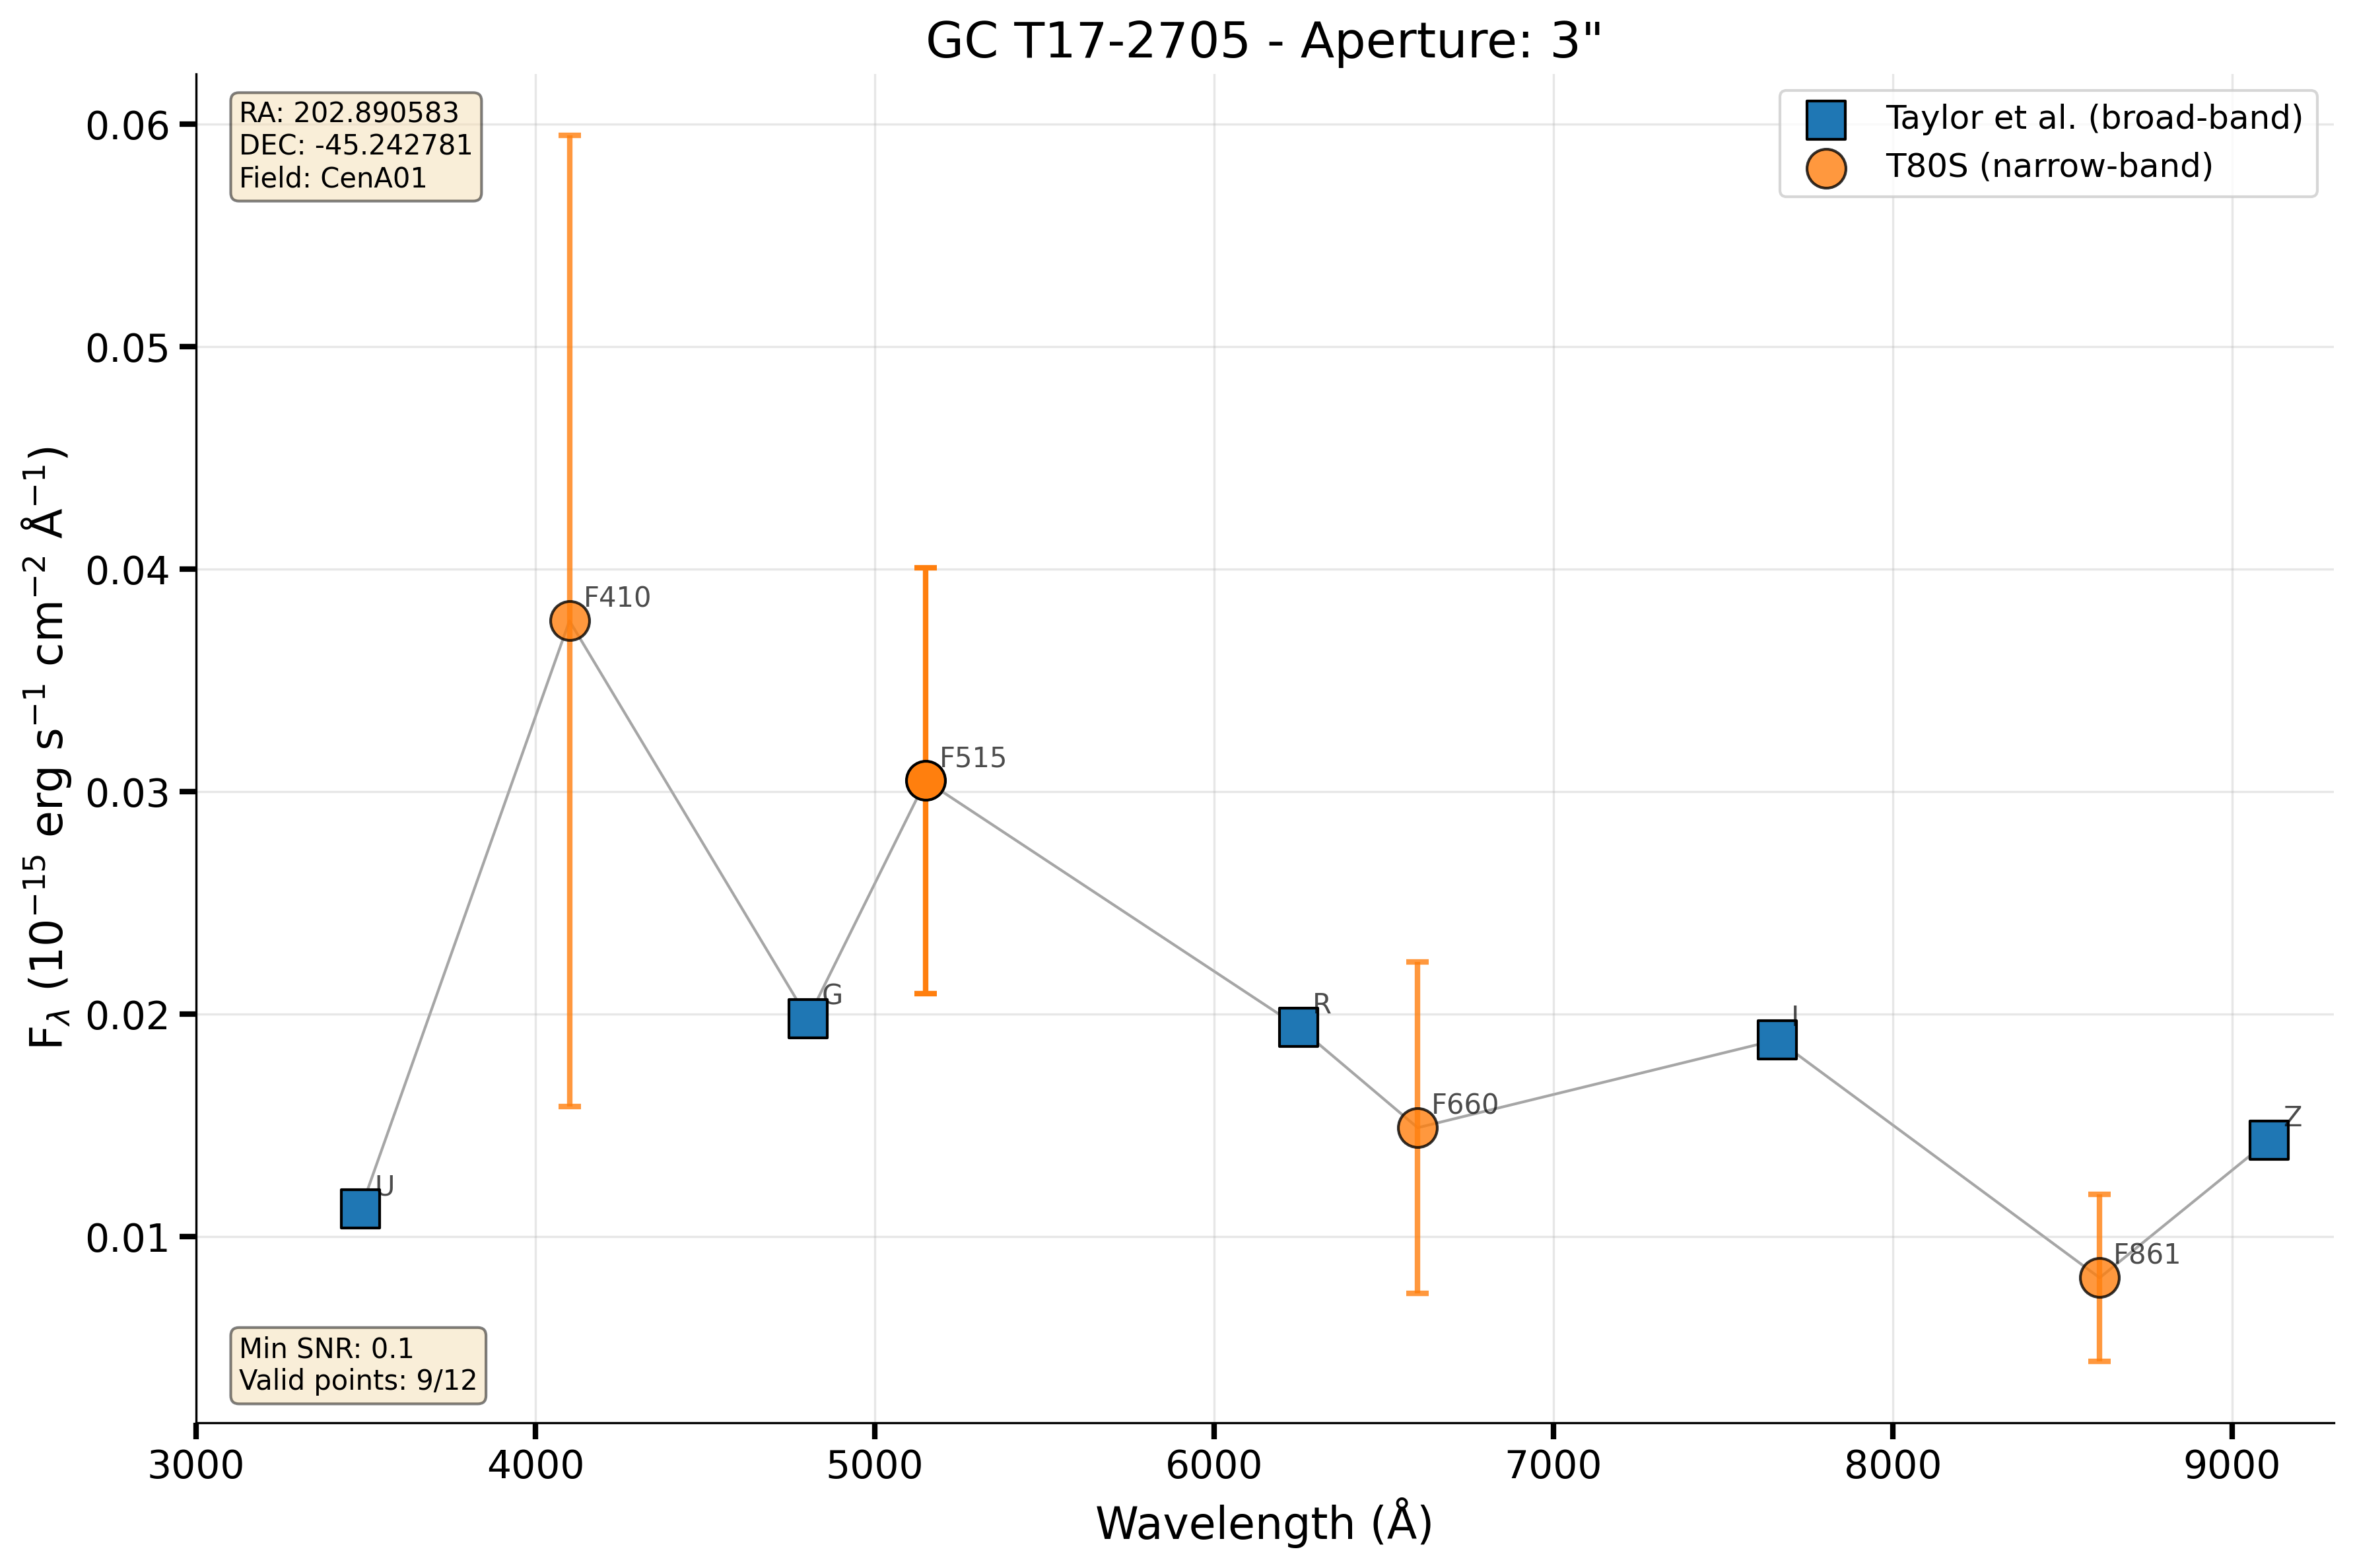 GC T17-2705 - Aperture: 3"
RA: 202.890583
DEC: -45.242781
Field: CenA01
Taylor et al. (broad-band)
T80S (narrow-band)
0.06
0.05
0.04
0.03
0.02
0.01
F410
F515
G
R
I
F660
U
Z
F861
Min SNR: 0.1
Valid points: 9/12
3000 4000 5000 6000 7000 8000 9000
Wavelength (Å)
Fλ (10⁻¹⁵ erg s⁻¹ cm⁻² Å⁻¹)